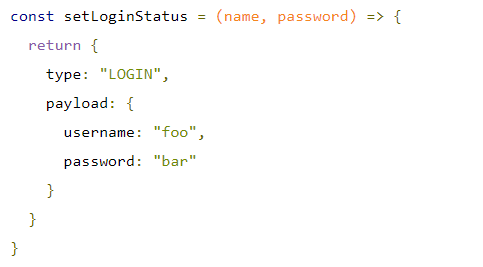 const setLoginStatus = (name, password) => {
  return {
    type: "LOGIN",
    payload: {
      username: "foo",
      password: "bar"
    }
  }
}